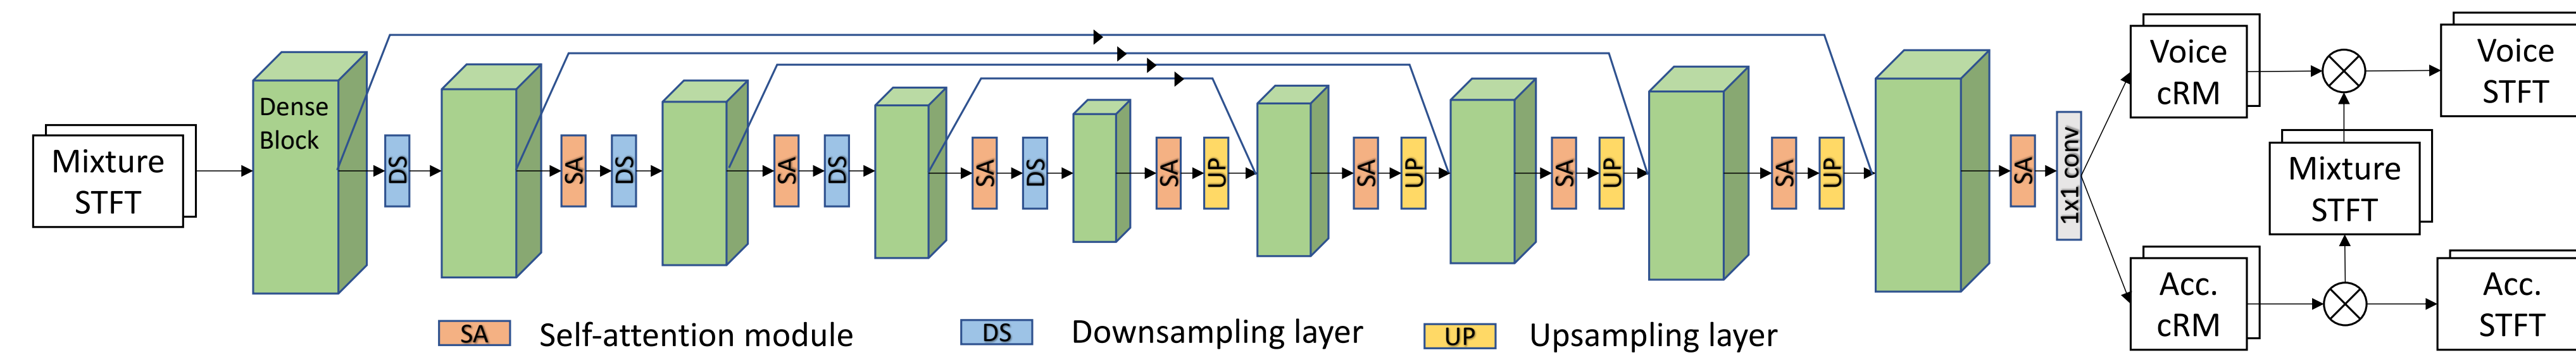 Mixture
STFT
Dense
Block
DS
SA
DS
SA
DS
SA
DS
SA
UP
SA
UP
SA
UP
SA
UP
SA
1x1 conv
Voice
cRM
Voice
STFT
Mixture
STFT
Acc.
cRM
Acc.
STFT
SA Self-attention module
DS Downsampling layer
UP Upsampling layer